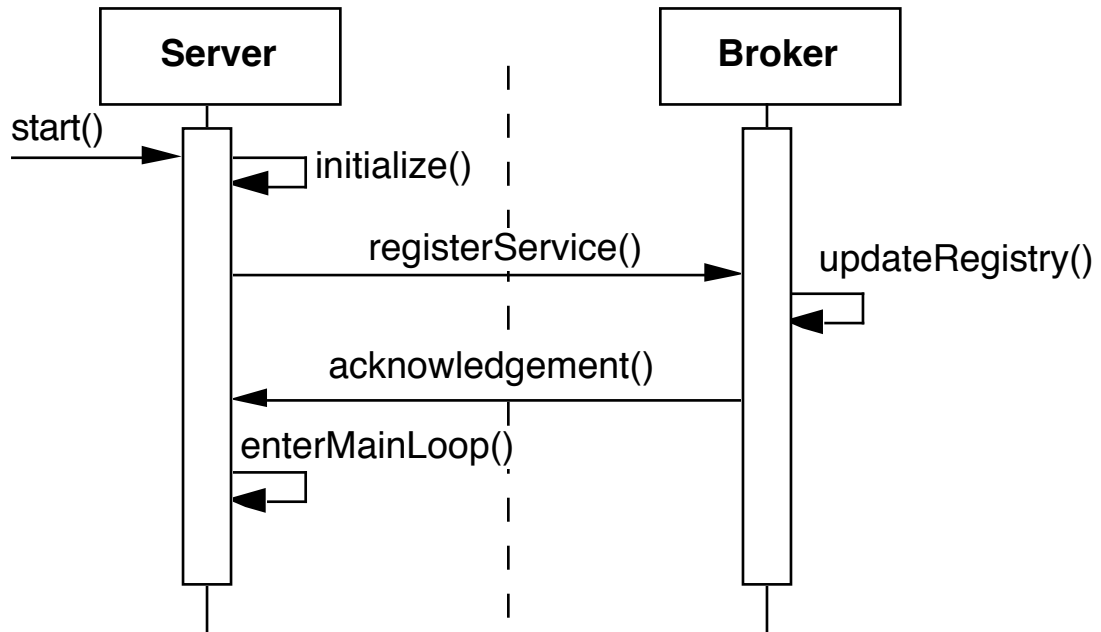 Server
Broker
start()
initialize()
registerService()
updateRegistry()
acknowledgement()
enterMainLoop()